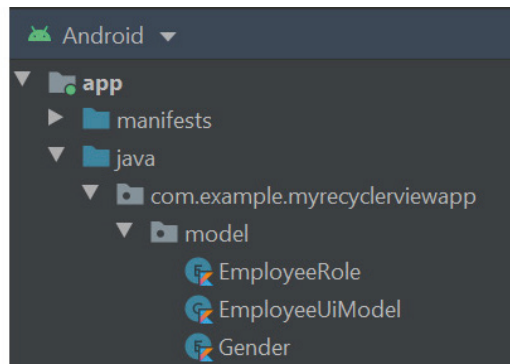 Android
app
manifests
java
com.example.myrecyclerviewapp
model
EmployeeRole
EmployeeUiModel
Gender